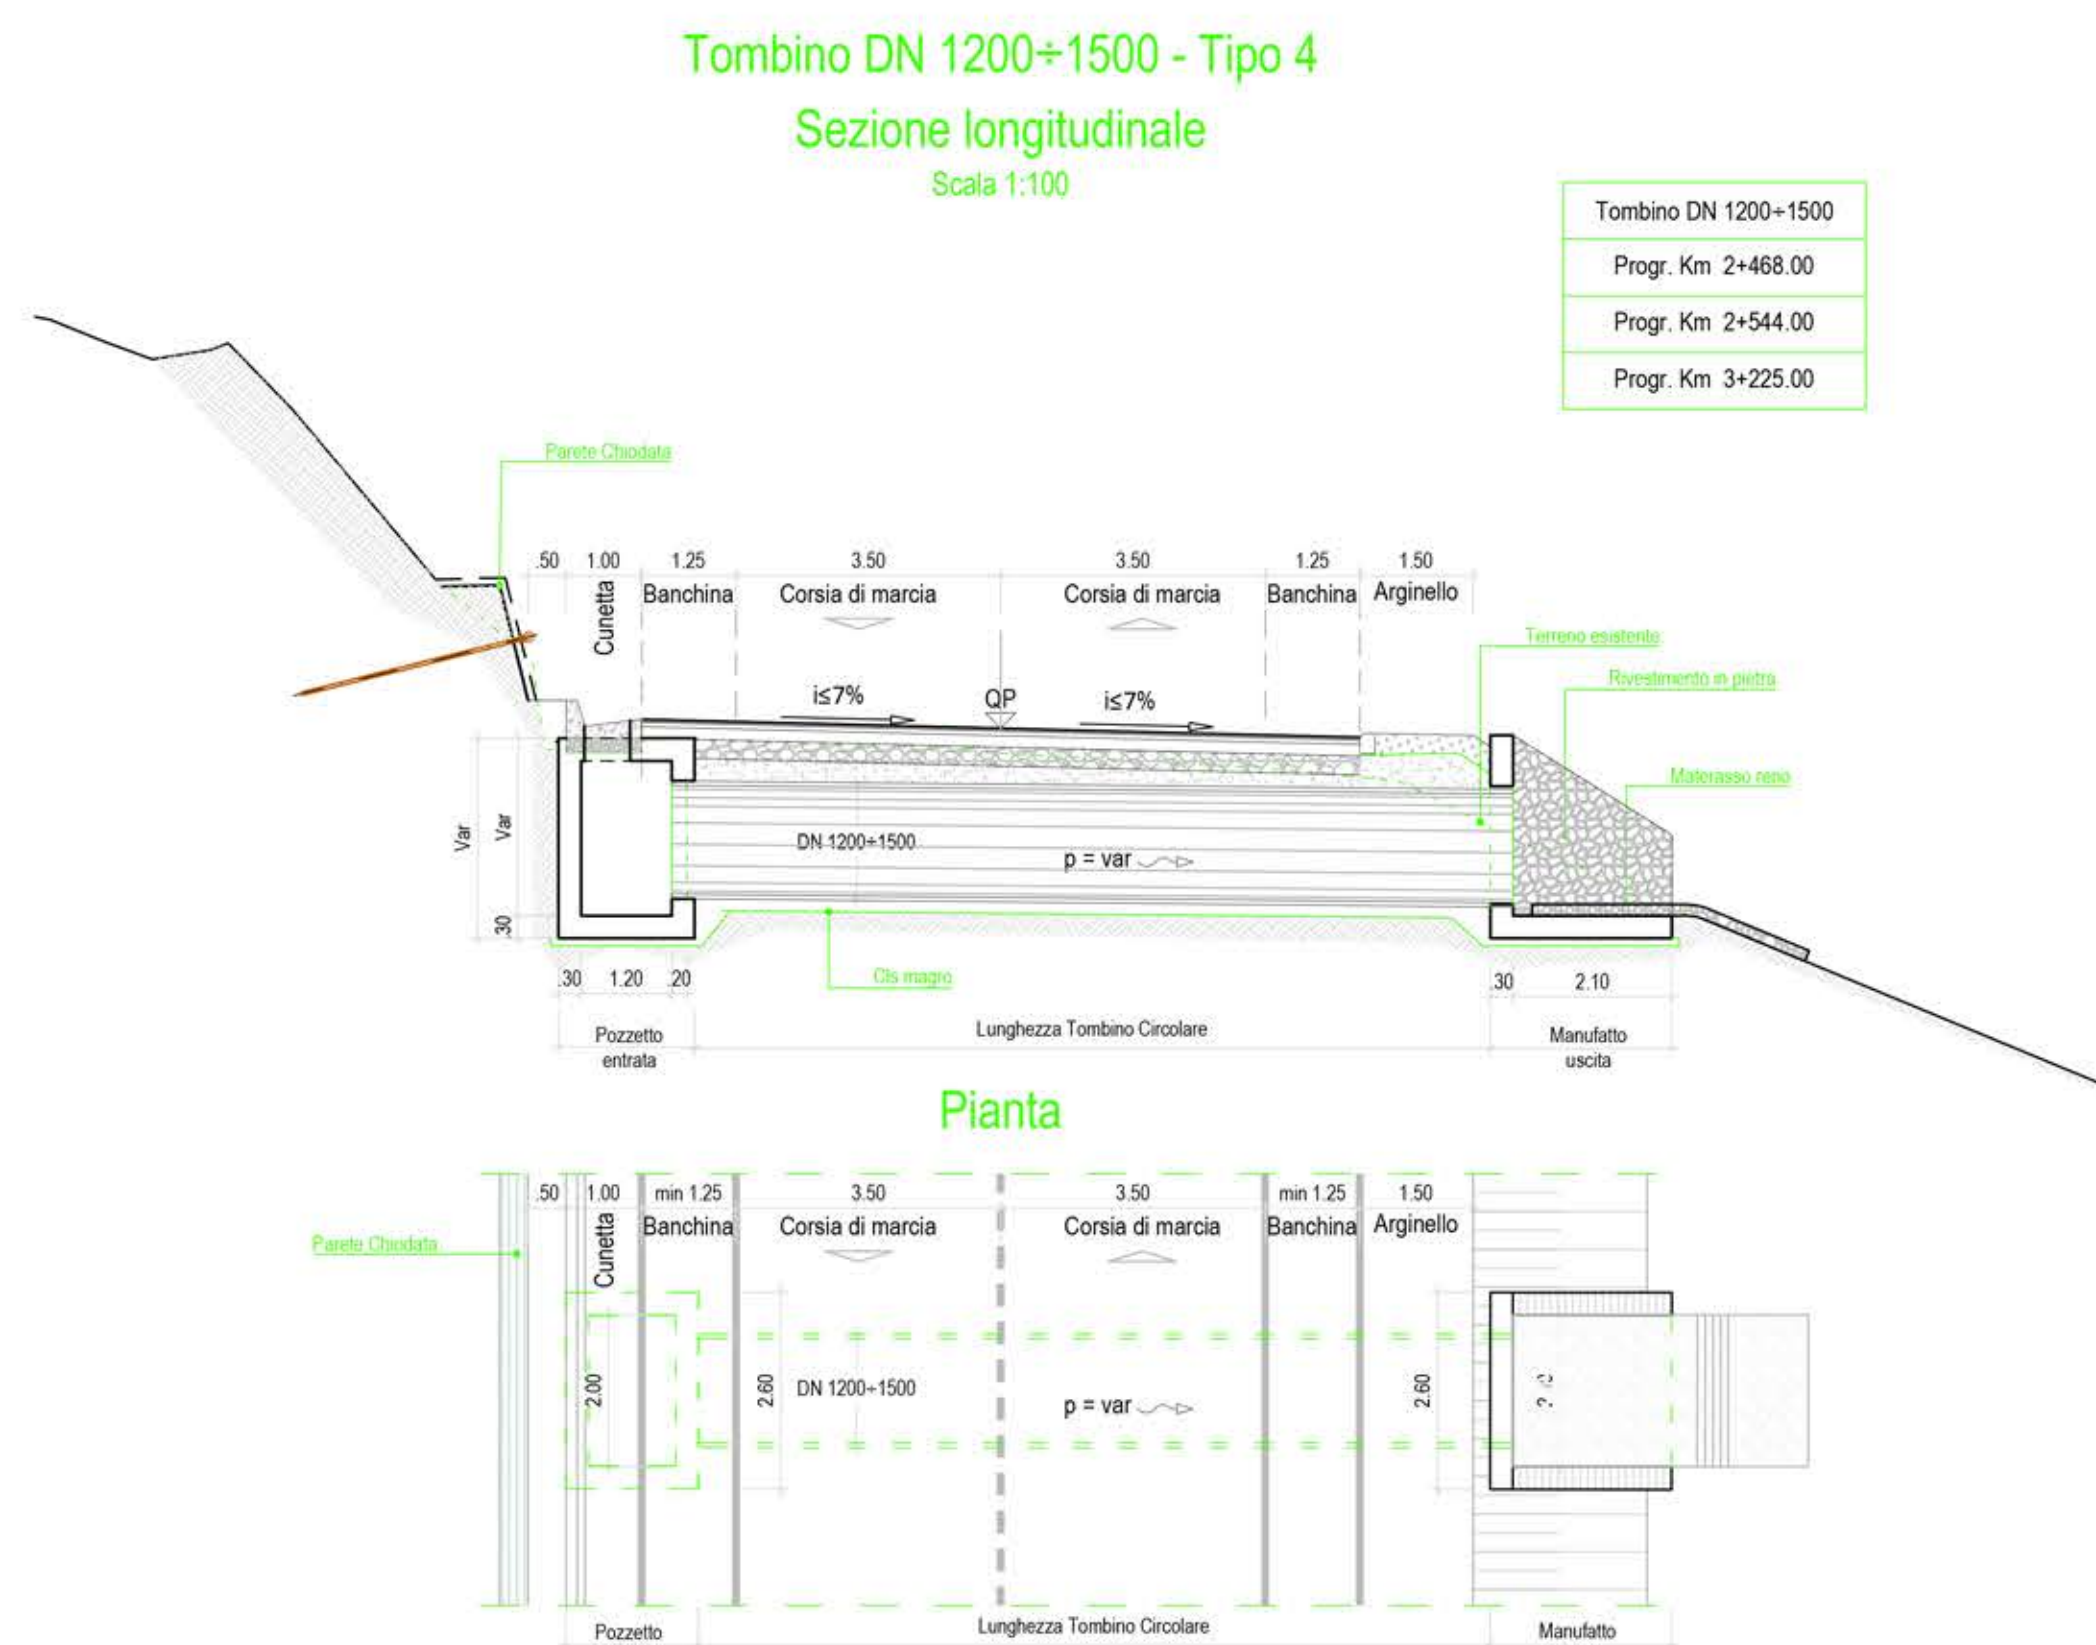 Tombino DN 1200÷1500 - Tipo 4
Sezione longitudinale
Scala 1:100
Tombino DN 1200÷1500
Progr. Km 2+468.00
Progr. Km 2+544.00
Progr. Km 3+225.00
Parete Chiodata
.50 1.00 1.25 3.50 3.50 1.25 1.50
Cunetta Banchina Corsia di marcia Corsia di marcia Banchina Arginello
Terreno esistente
Rivestimento in pietra
i≤7% QP i≤7%
Materasso reno
Var Var DN 1200÷1500 p = var
.30
.30 1.20 .20 Cls magro .30 2.10
Pozzetto
entrata
Lunghezza Tombino Circolare
Manufatto
uscita
Pianta
.50 1.00 min 1.25 3.50 3.50 min 1.25 1.50
Cunetta Banchina Corsia di marcia Corsia di marcia Banchina Arginello
Parete Chiodata
2.00 2.60 DN 1200÷1500 p = var 2.60
Pozzetto Lunghezza Tombino Circolare Manufatto